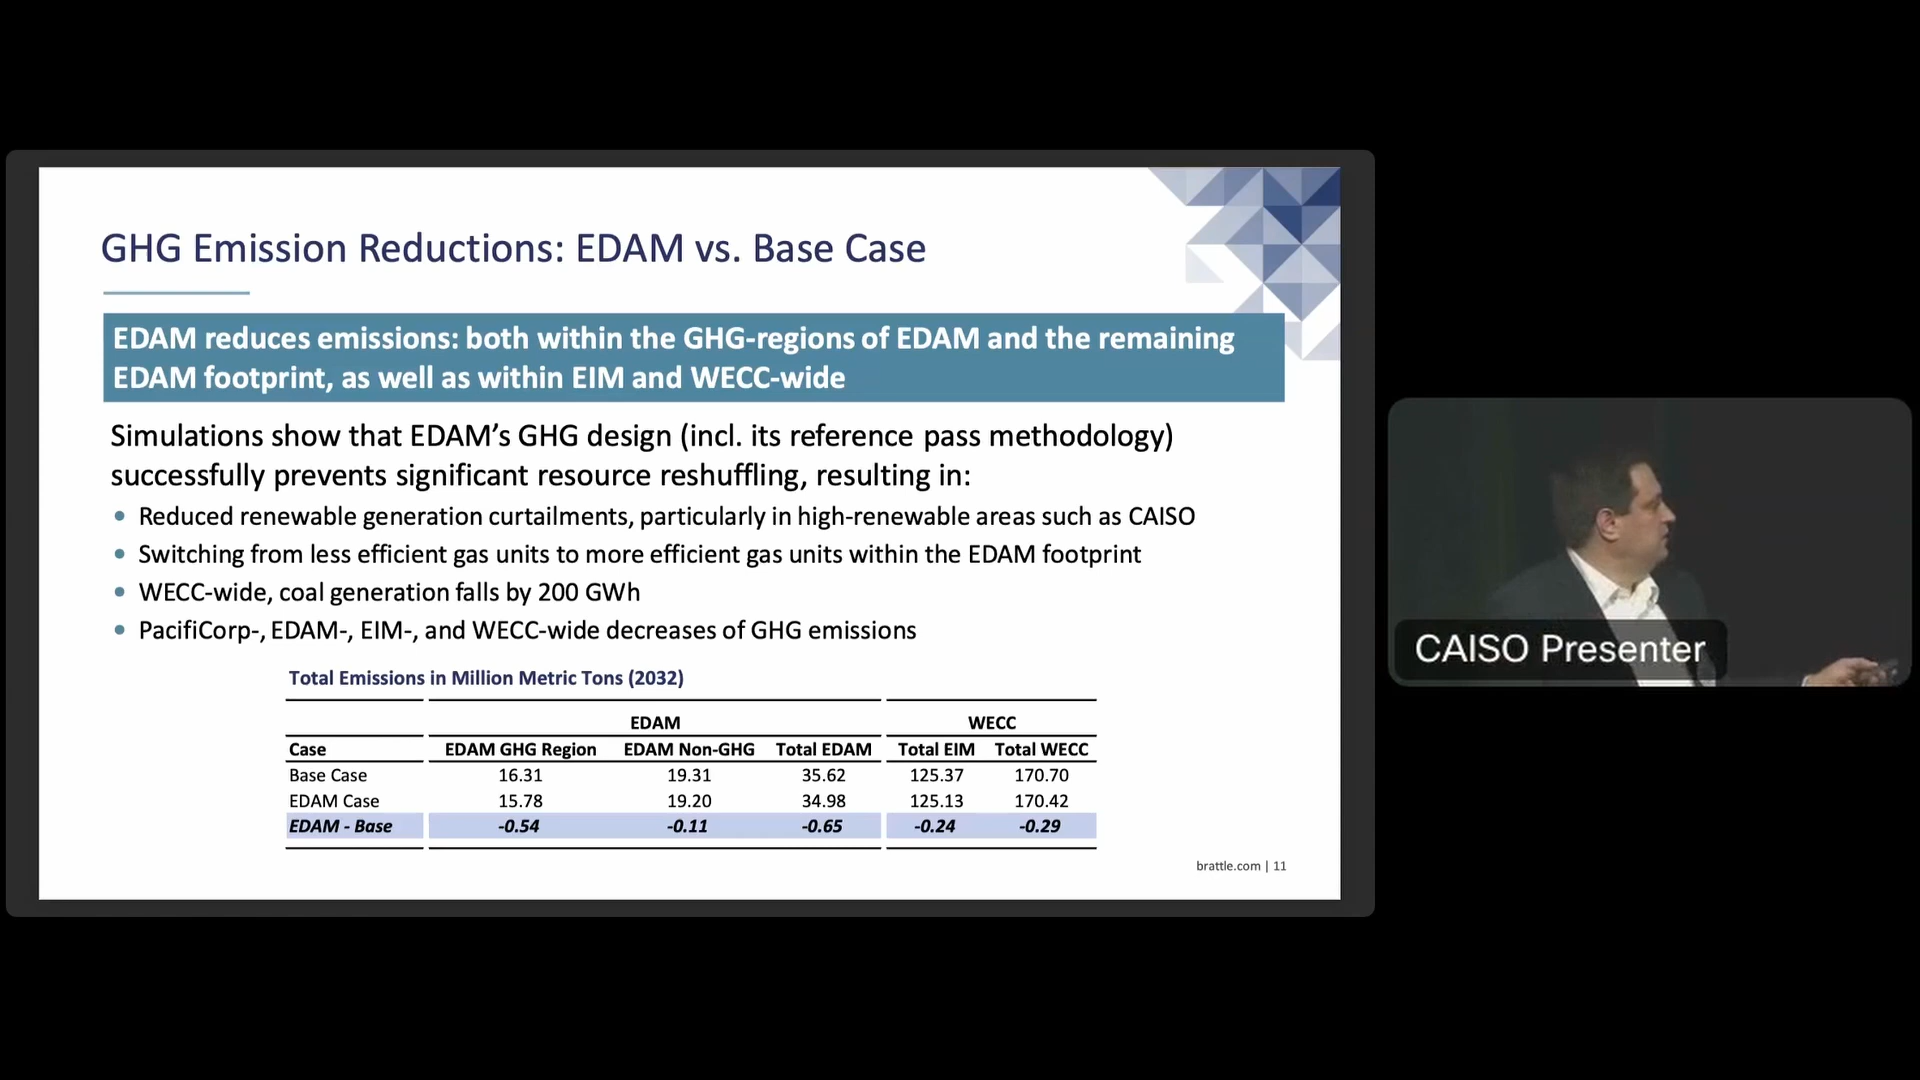 GHG Emission Reductions: EDAM vs. Base Case
EDAM reduces emissions: both within the GHG-regions of EDAM and the remaining
EDAM footprint, as well as within EIM and WECC-wide
Simulations show that EDAM’s GHG design (incl. its reference pass methodology)
successfully prevents significant resource reshuffling, resulting in:
• Reduced renewable generation curtailments, particularly in high-renewable areas such as CAISO
• Switching from less efficient gas units to more efficient gas units within the EDAM footprint
• WECC-wide, coal generation falls by 200 GWh
• PacifiCorp-, EDAM-, EIM-, and WECC-wide decreases of GHG emissions
Total Emissions in Million Metric Tons (2032)
EDAM WECC
Case EDAM GHG Region EDAM Non-GHG Total EDAM Total EIM Total WECC
Base Case 16.31 19.31 35.62 125.37 170.70
EDAM Case 15.78 19.20 34.98 125.13 170.42
EDAM - Base -0.54 -0.11 -0.65 -0.24 -0.29
brattle.com | 11
CAISO Presenter